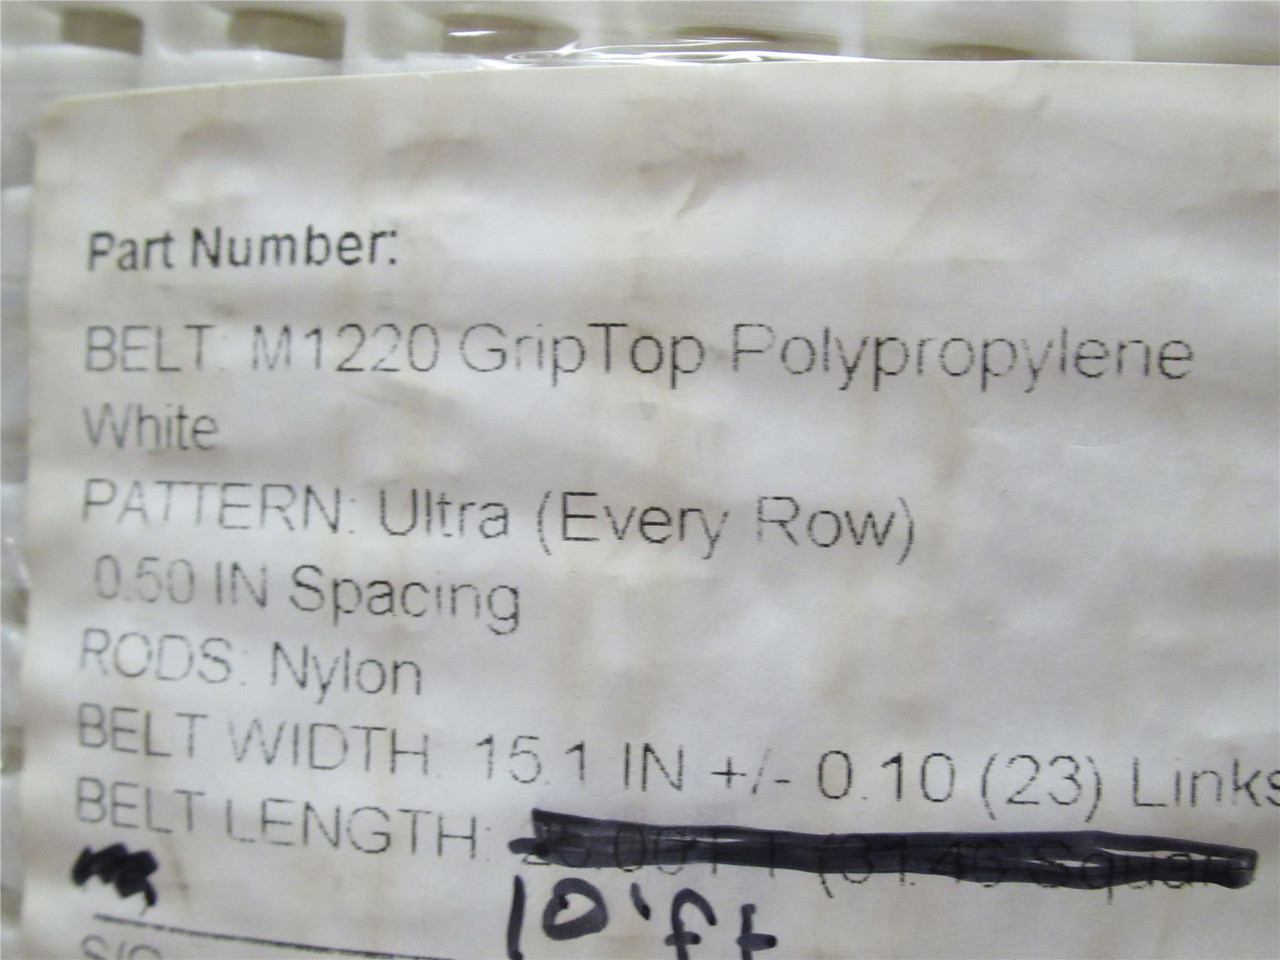 Part Number:
BELT: M1220 GripTop Polypropylene
White
PATTERN: Ultra (Every Row)
0.50 IN Spacing
RODS: Nylon
BELT WIDTH: 15.1 IN +/- 0.10 (23) Links
BELT LENGTH:
10' ft